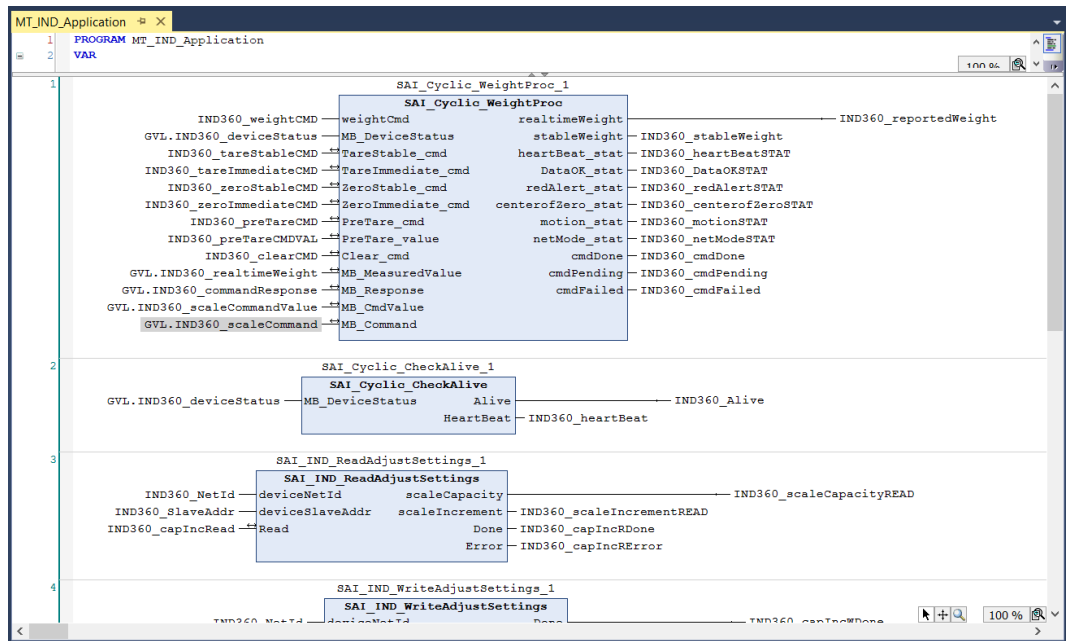 MT_IND_Application
1 PROGRAM MT_IND_Application
2 VAR
100 %
1
SAI_Cyclic_WeightProc_1
SAI_Cyclic_WeightProc
IND360_weightCMD weightCmd realtimeWeight IND360_reportedWeight
GVL.IND360_deviceStatus MB_DeviceStatus stableWeight IND360_stableWeight
IND360_tareStableCMD TareStable_cmd heartBeat_stat IND360_heartBeatSTAT
IND360_tareImmediateCMD TareImmediate_cmd DataOK_stat IND360_DataOKSTAT
IND360_zeroStableCMD ZeroStable_cmd redAlert_stat IND360_redAlertSTAT
IND360_zeroImmediateCMD ZeroImmediate_cmd centerofZero_stat IND360_centerofZeroSTAT
IND360_preTareCMD PreTare_cmd motion_stat IND360_motionSTAT
IND360_preTareCMDVAL PreTare_value netMode_stat IND360_netModeSTAT
IND360_clearCMD Clear_cmd cmdDone IND360_cmdDone
GVL.IND360_realtimeWeight MB_MeasuredValue cmdPending IND360_cmdPending
GVL.IND360_commandResponse MB_Response cmdFailed IND360_cmdFailed
GVL.IND360_scaleCommandValue MB_CmdValue
GVL.IND360_scaleCommand MB_Command
2
SAI_Cyclic_CheckAlive_1
SAI_Cyclic_CheckAlive
GVL.IND360_deviceStatus MB_DeviceStatus Alive IND360_Alive
HeartBeat IND360_heartBeat
3
SAI_IND_ReadAdjustSettings_1
SAI_IND_ReadAdjustSettings
IND360_NetId deviceNetId scaleCapacity IND360_scaleCapacityREAD
IND360_SlaveAddr deviceSlaveAddr scaleIncrement IND360_scaleIncrementREAD
IND360_capIncRead Read Done IND360_capIncRDone
Error IND360_capIncRError
4
SAI_IND_WriteAdjustSettings_1
SAI_IND_WriteAdjustSettings
IND360_NetId deviceNetId Done IND360_capIncWDone
100 %